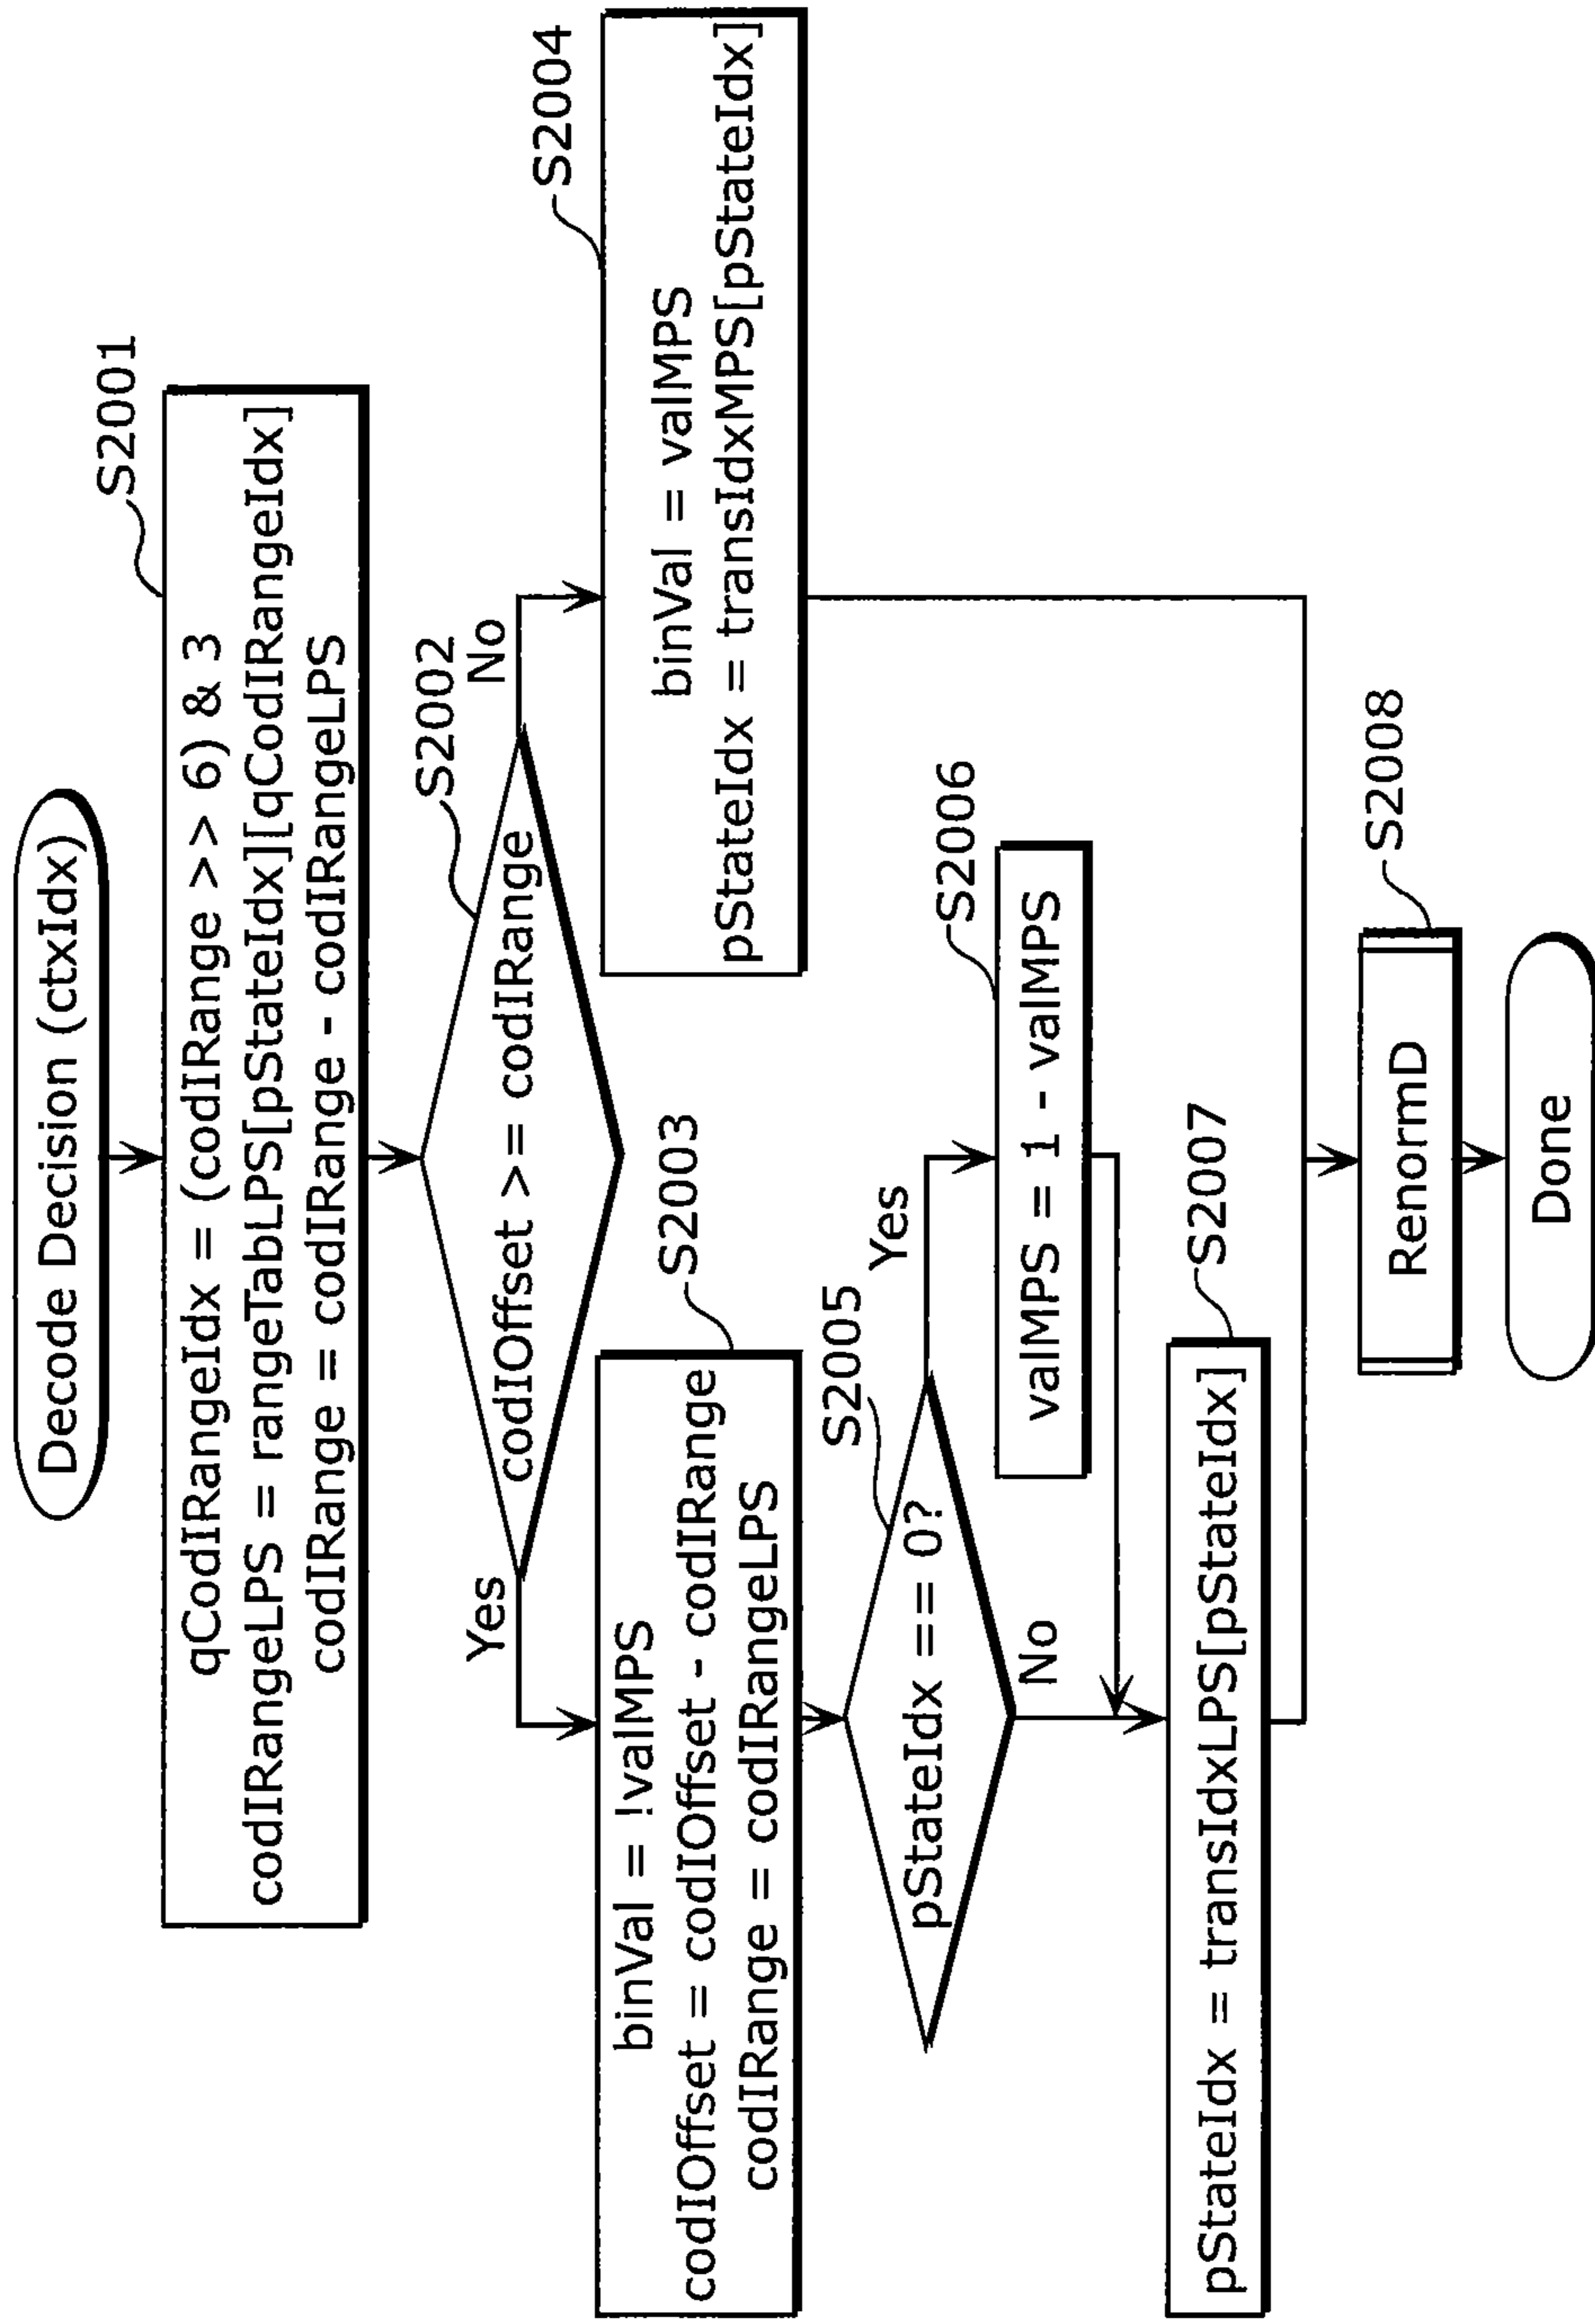 Decode Decision (ctxIdx)
S2001
qCodIRangeIdx = (codIRange >> 6) & 3
codIRangeLPS = rangeTabLPS[pStateIdx][qCodIRangeIdx]
codIRange = codIRange - codIRangeLPS
S2002
codIOffset >= codIRange
Yes
No
S2003
binVal = !valMPS
codIOffset = codIOffset - codIRange
codIRange = codIRangeLPS
S2004
binVal = valMPS
pStateIdx = transIdxMPS[pStateIdx]
S2005
pStateIdx == 0?
Yes
No
S2006
valMPS = 1 - valMPS
S2007
pStateIdx = transIdxLPS[pStateIdx]
S2008
RenormD
Done